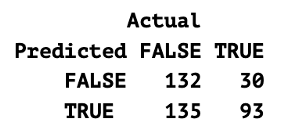 Actual
Predicted FALSE TRUE
FALSE 132 30
TRUE 135 93